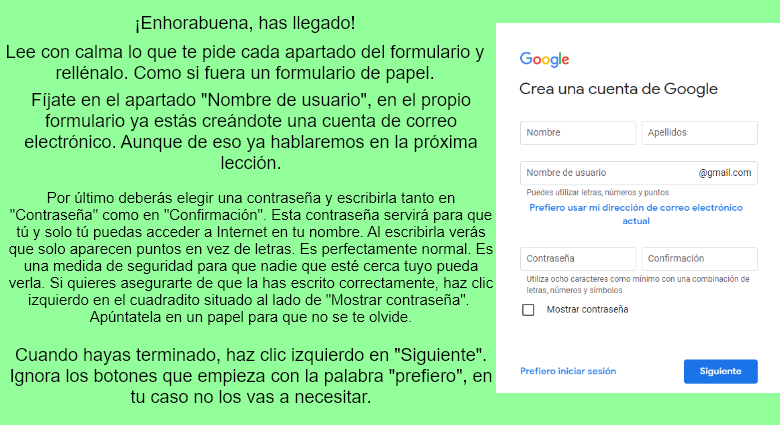 ¡Enhorabuena, has llegado!
Lee con calma lo que te pide cada apartado del formulario y
rellénalo. Como si fuera un formulario de papel.
Fíjate en el apartado "Nombre de usuario", en el propio
formulario ya estás creándote una cuenta de correo
electrónico. Aunque de eso ya hablaremos en la próxima
lección.
Por último deberás elegir una contraseña y escribirla tanto en
"Contraseña" como en "Confirmación". Esta contraseña servirá para que
tú y solo tú puedas acceder a Internet en tu nombre. Al escribirla verás
que solo aparecen puntos en vez de letras. Es perfectamente normal. Es
una medida de seguridad para que nadie que esté cerca tuyo pueda
verla. Si quieres asegurarte de que la has escrito correctamente, haz clic
izquierdo en el cuadradito situado al lado de "Mostrar contraseña".
Apúntatela en un papel para que no se te olvide.
Cuando hayas terminado, haz clic izquierdo en "Siguiente".
Ignora los botones que empieza con la palabra "prefiero", en
tu caso no los vas a necesitar.
Google
Crea una cuenta de Google
Nombre Apellidos
Nombre de usuario @gmail.com
Puedes utilizar letras, números y puntos
Prefiero usar mi dirección de correo electrónico
actual
Contraseña Confirmación
Utiliza ocho caracteres como mínimo con una combinación de
letras, números y símbolos
Mostrar contraseña
Prefiero iniciar sesión Siguiente